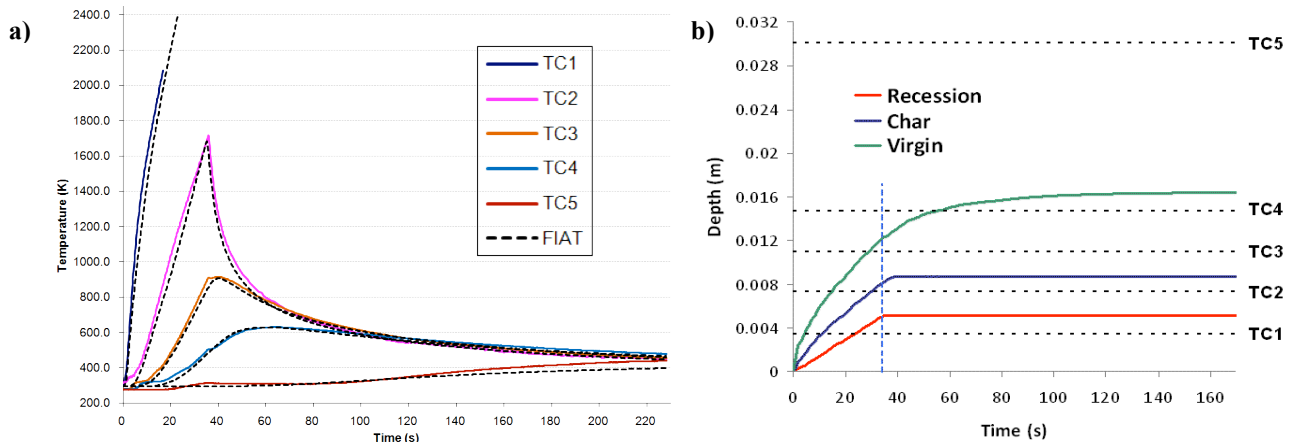 a)
2400.0
2200.0
2000.0
1800.0
1600.0
1400.0
1200.0
1000.0
800.0
600.0
400.0
200.0
Temperature (K)
TC1
TC2
TC3
TC4
TC5
FIAT
0 20 40 60 80 100 120 140 160 180 200 220
Time (s)
b)
0.032
0.028
0.024
0.02
0.016
0.012
0.008
0.004
0
Depth (m)
Recession
Char
Virgin
TC5
TC4
TC3
TC2
TC1
0 20 40 60 80 100 120 140 160
Time (s)